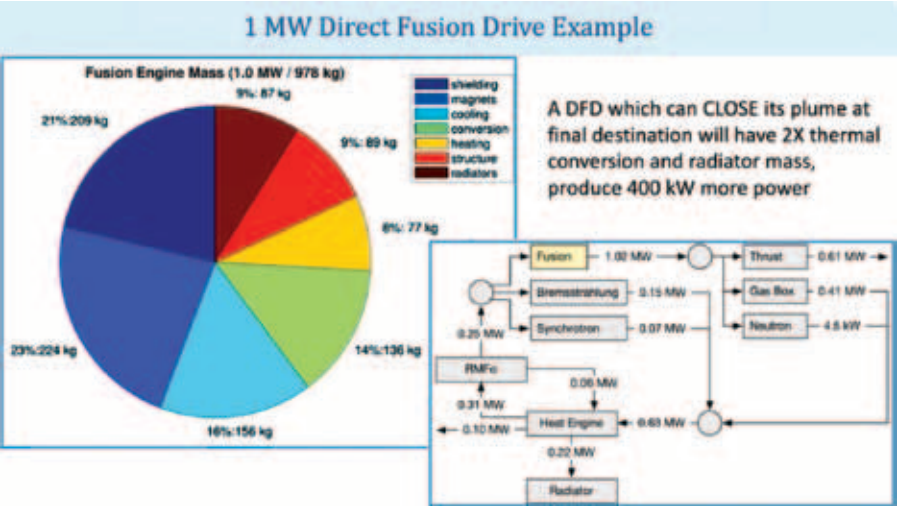 1 MW Direct Fusion Drive Example
Fusion Engine Mass (1.0 MW / 978 kg)
9%: 87 kg
21%:209 kg
9%: 89 kg
8%: 77 kg
14%:136 kg
16%:156 kg
23%:224 kg
shielding
magnets
cooling
conversion
heating
structure
radiators
A DFD which can CLOSE its plume at
final destination will have 2X thermal
conversion and radiator mass,
produce 400 kW more power
Fusion
1.02 MW
Thrust
0.61 MW
Bremsstrahlung
0.15 MW
Gas Box
0.41 MW
Synchrotron
0.07 MW
Neutron
4.6 kW
0.25 MW
RMFo
0.06 MW
0.31 MW
0.10 MW
Heat Engine
0.63 MW
0.22 MW
Radiator